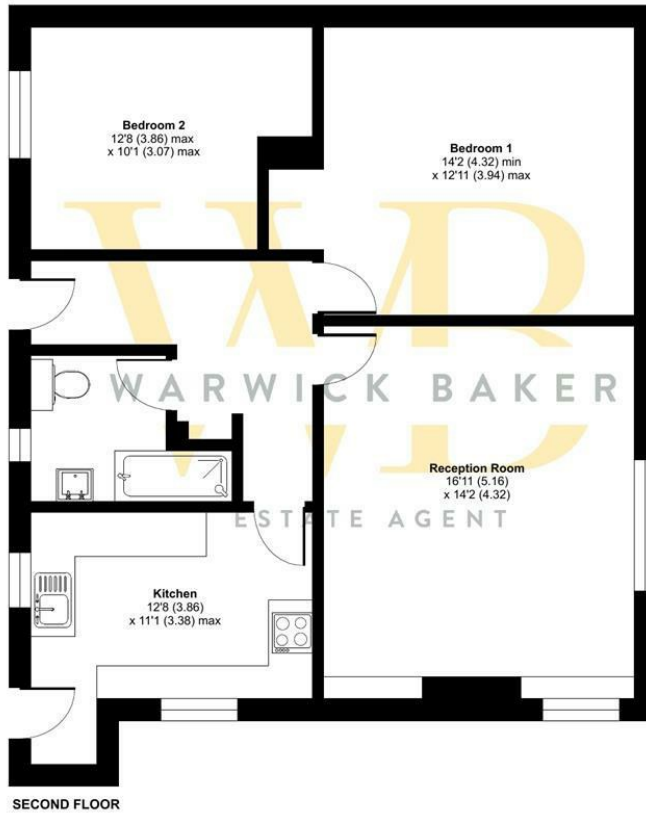 Bedroom 2
12'8 (3.86) max
x 10'1 (3.07) max
Bedroom 1
14'2 (4.32) min
x 12'11 (3.94) max
WB
WARWICK BAKER
ESTATE AGENT
Reception Room
16'11 (5.16)
x 14'2 (4.32)
Kitchen
12'8 (3.86)
x 11'1 (3.38) max
SECOND FLOOR